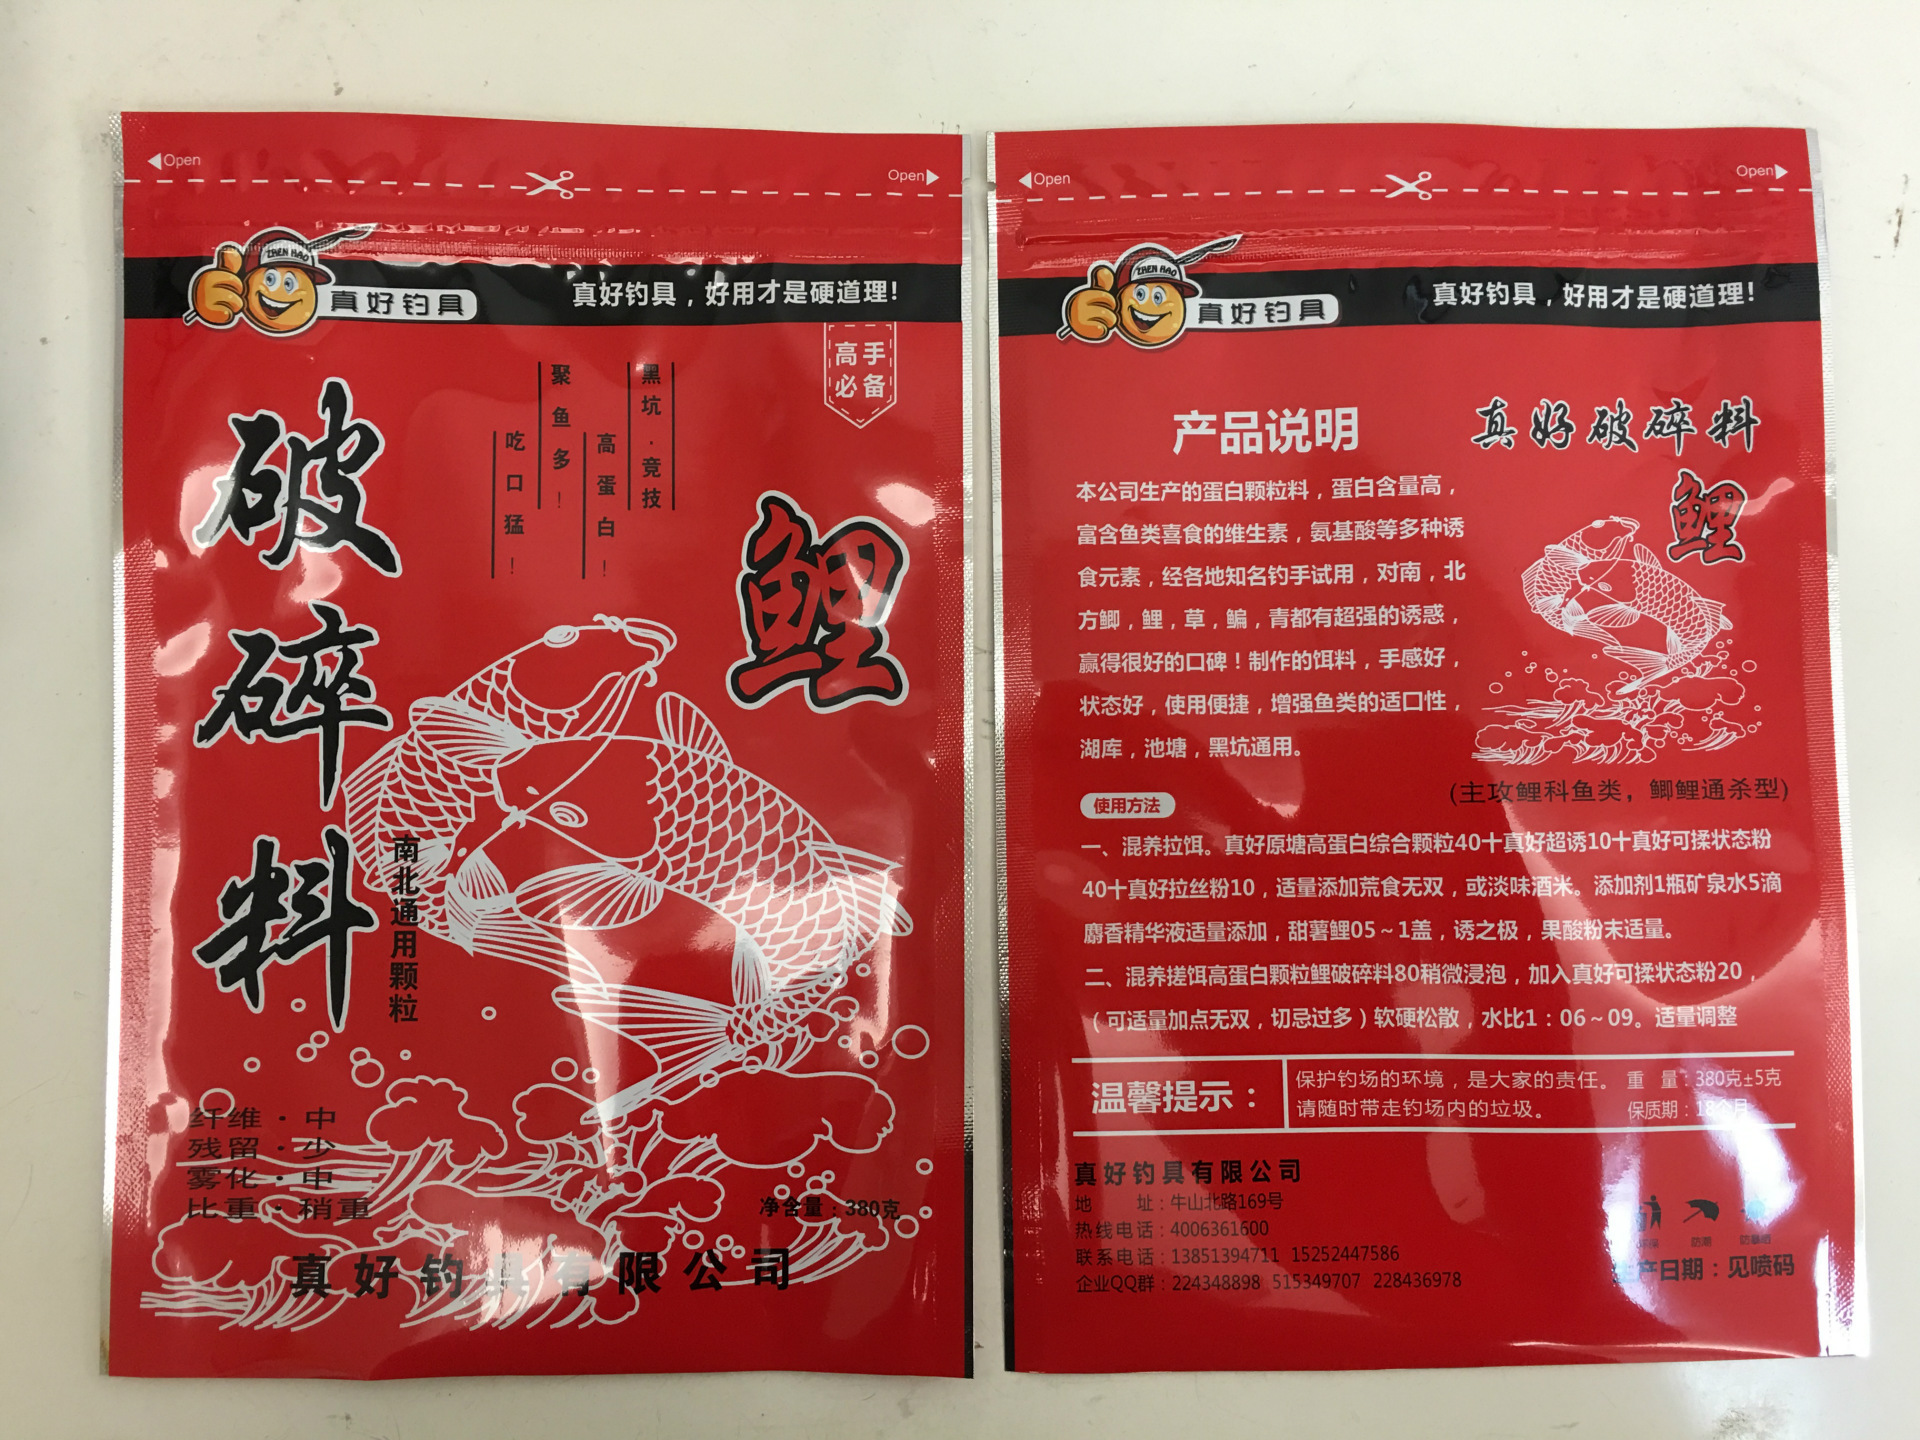 Open
Open
ZHEN HAO
真好钓具
真好钓具，好用才是硬道理！
高手
必备
黑坑·竞技
高蛋白！
聚鱼多！
吃口猛！
破碎料
鲤
南北通用颗粒
纤维·中
残留·少
雾化·中
比重·稍重
净含量：380克
真好钓具有限公司
Open
Open
ZHEN HAO
真好钓具
真好钓具，好用才是硬道理！
产品说明
真好破碎料
鲤
本公司生产的蛋白颗粒料，蛋白含量高，
富含鱼类喜食的维生素，氨基酸等多种诱
食元素，经各地知名钓手试用，对南，北
方鲫，鲤，草，鳊，青都有超强的诱惑，
赢得很好的口碑！制作的饵料，手感好，
状态好，使用便捷，增强鱼类的适口性，
湖库，池塘，黑坑通用。
(主攻鲤科鱼类，鲫鲤通杀型)
使用方法
一、混养拉饵。真好原塘高蛋白综合颗粒40十真好超诱10十真好可揉状态粉
40十真好拉丝粉10，适量添加荒食无双，或淡味酒米。添加剂1瓶矿泉水5滴
麝香精华液适量添加，甜薯鲤05～1盖，诱之极，果酸粉末适量。
二、混养搓饵高蛋白颗粒鲤破碎料80稍微浸泡，加入真好可揉状态粉20，
（可适量加点无双，切忌过多）软硬松散，水比1：06～09。适量调整
温馨提示：
保护钓场的环境，是大家的责任。
请随时带走钓场内的垃圾。
重 量：380克±5克
保质期：18个月
真好钓具有限公司
地 址：牛山北路169号
热线电话：4006361600
联系电话：13851394711 15252447586
企业QQ群：224348898 515349707 228436978
环保 防潮 防暴晒
生产日期：见喷码